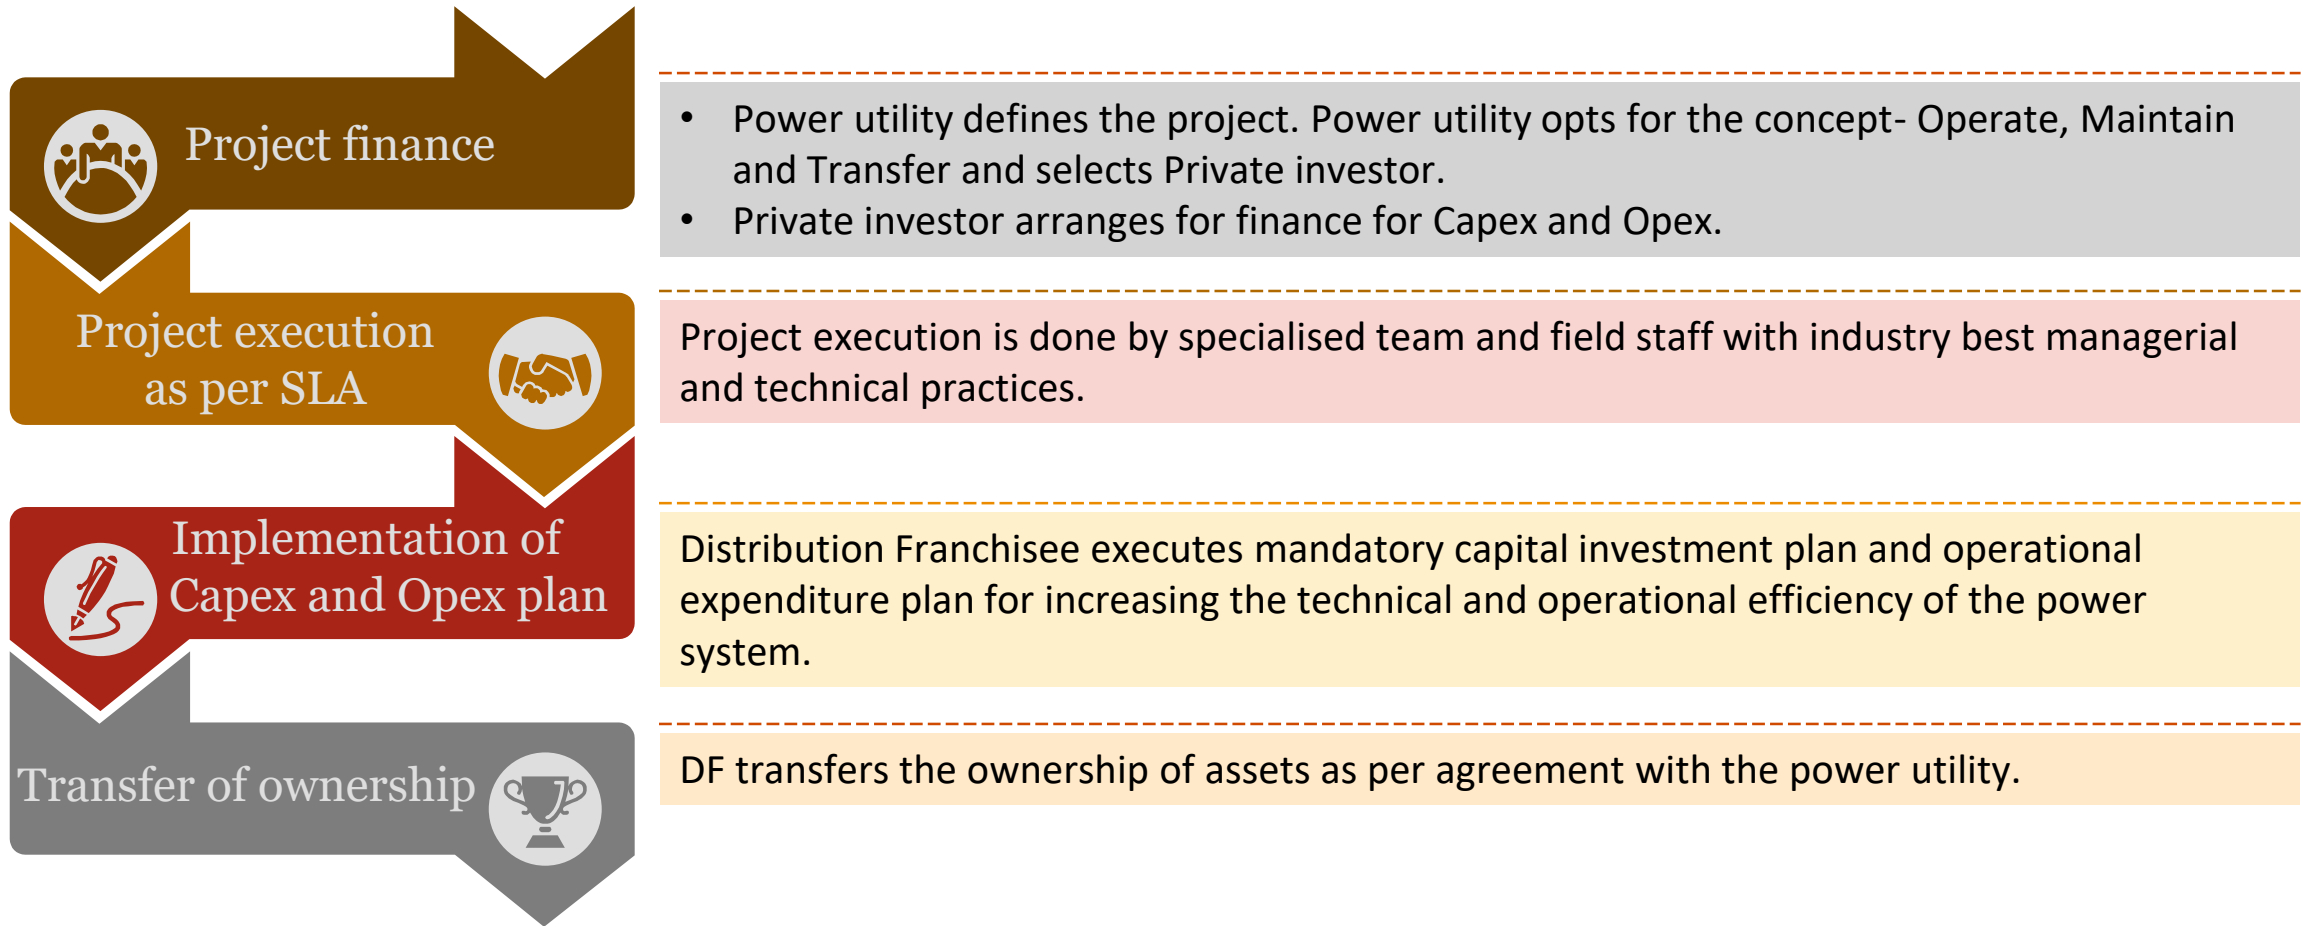 Project finance
• Power utility defines the project. Power utility opts for the concept- Operate, Maintain
and Transfer and selects Private investor.
• Private investor arranges for finance for Capex and Opex.
Project execution
as per SLA
Project execution is done by specialised team and field staff with industry best managerial
and technical practices.
Implementation of
Capex and Opex plan
Distribution Franchisee executes mandatory capital investment plan and operational
expenditure plan for increasing the technical and operational efficiency of the power
system.
Transfer of ownership
DF transfers the ownership of assets as per agreement with the power utility.